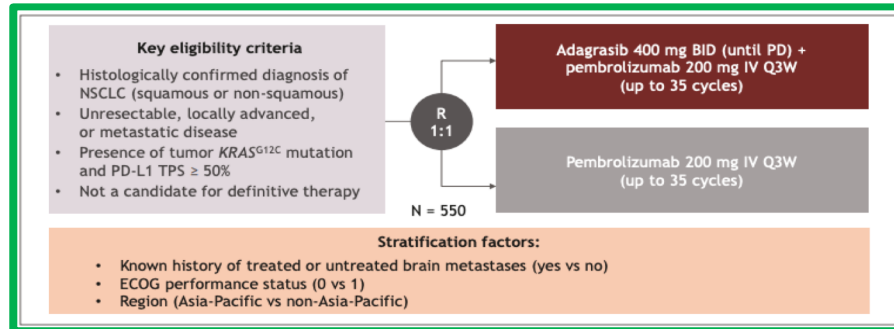 Key eligibility criteria
• Histologically confirmed diagnosis of
NSCLC (squamous or non-squamous)
• Unresectable, locally advanced,
or metastatic disease
• Presence of tumor KRASᴳ¹²ᶜ mutation
and PD-L1 TPS ≥ 50%
• Not a candidate for definitive therapy
R
1:1
N = 550
Adagrasib 400 mg BID (until PD) +
pembrolizumab 200 mg IV Q3W
(up to 35 cycles)
Pembrolizumab 200 mg IV Q3W
(up to 35 cycles)
Stratification factors:
• Known history of treated or untreated brain metastases (yes vs no)
• ECOG performance status (0 vs 1)
• Region (Asia-Pacific vs non-Asia-Pacific)